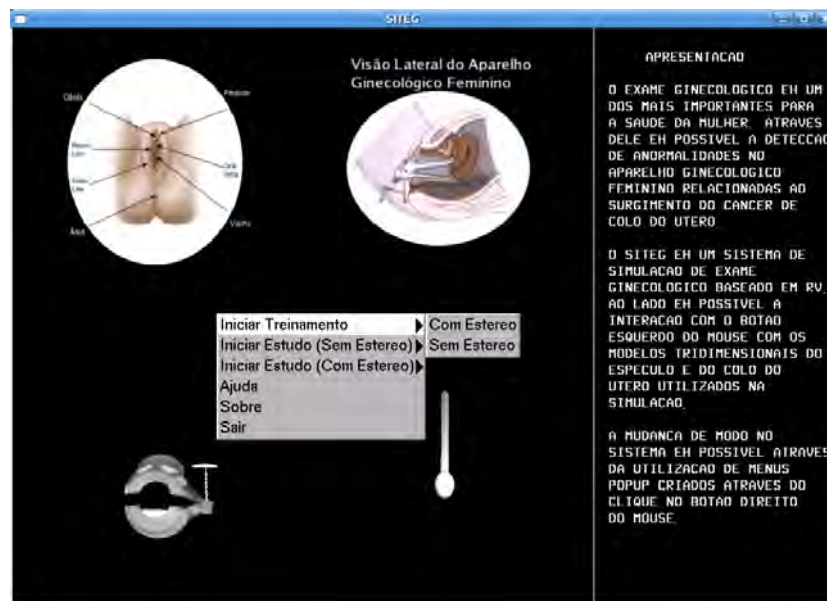 SITEG
Visão Lateral do Aparelho
Ginecológico Feminino
Clitóris
Ânus
Vagina
Iniciar Treinamento
Com Estereo
Iniciar Estudo (Sem Estereo)
Sem Estereo
Iniciar Estudo (Com Estereo)
Ajuda
Sobre
Sair
APRESENTACAO
O EXAME GINECOLOGICO EH UM
DOS MAIS IMPORTANTES PARA
A SAUDE DA MULHER. ATRAVES
DELE EH POSSIVEL A DETECCAO
DE ANORMALIDADES NO
APARELHO GINECOLOGICO
FEMININO RELACIONADAS AO
SURGIMENTO DO CANCER DE
COLO DO UTERO
O SITEG EH UM SISTEMA DE
SIMULACAO DE EXAME
GINECOLOGICO BASEADO EM RV.
AO LADO EH POSSIVEL A
INTERACAO COM O BOTAO
ESQUERDO DO MOUSE COM OS
MODELOS TRIDIMENSIONAIS DO
ESPECULO E DO COLO DO
UTERO UTILIZADOS NA
SIMULACAO.
A MUDANCA DE MODO NO
SISTEMA EH POSSIVEL ATRAVES
DA UTILIZACAO DE MENUS
POPUP CRIADOS ATRAVES DO
CLIQUE NO BOTAO DIREITO
DO MOUSE.